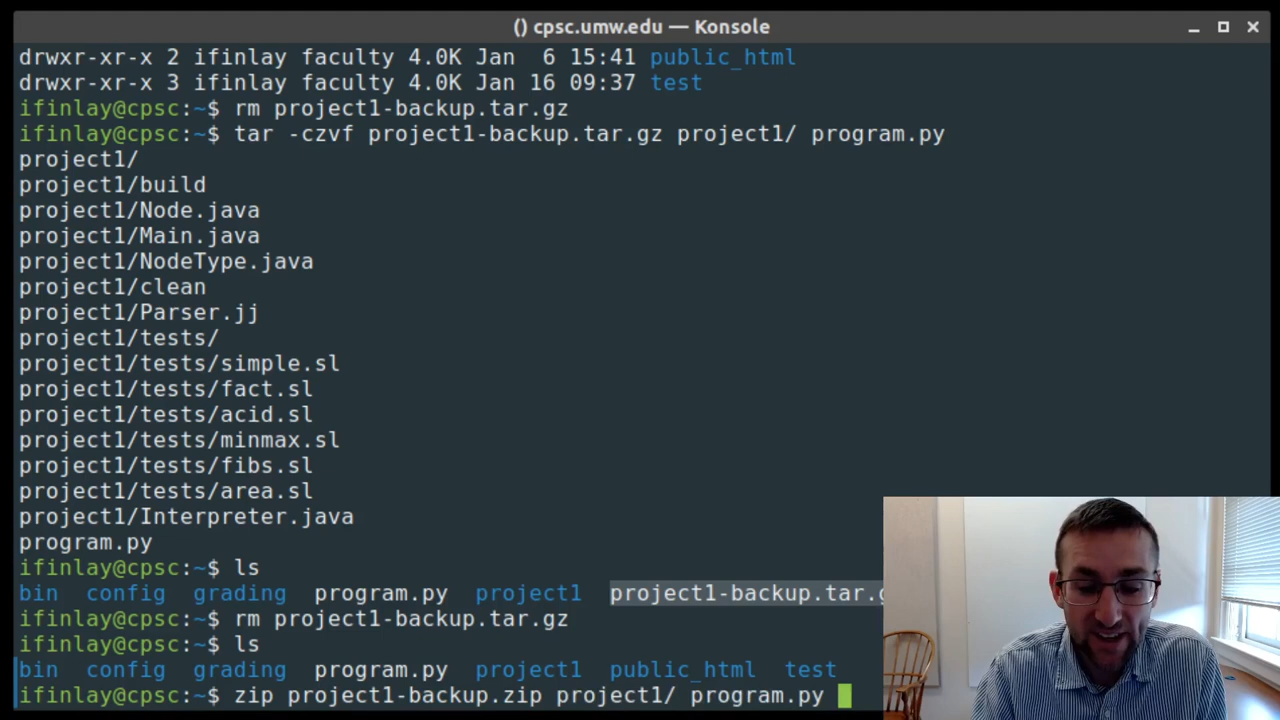 () cpsc.umw.edu — Konsole
drwxr-xr-x 2 ifinlay faculty 4.0K Jan  6 15:41 public_html
drwxr-xr-x 3 ifinlay faculty 4.0K Jan 16 09:37 test
ifinlay@cpsc:~$ rm project1-backup.tar.gz
ifinlay@cpsc:~$ tar -czvf project1-backup.tar.gz project1/ program.py
project1/
project1/build
project1/Node.java
project1/Main.java
project1/NodeType.java
project1/clean
project1/Parser.jj
project1/tests/
project1/tests/simple.sl
project1/tests/fact.sl
project1/tests/acid.sl
project1/tests/minmax.sl
project1/tests/fibs.sl
project1/tests/area.sl
project1/Interpreter.java
program.py
ifinlay@cpsc:~$ ls
bin  config  grading  program.py  project1  project1-backup.tar.g
ifinlay@cpsc:~$ rm project1-backup.tar.gz
ifinlay@cpsc:~$ ls
bin  config  grading  program.py  project1  public_html  test
ifinlay@cpsc:~$ zip project1-backup.zip project1/ program.py